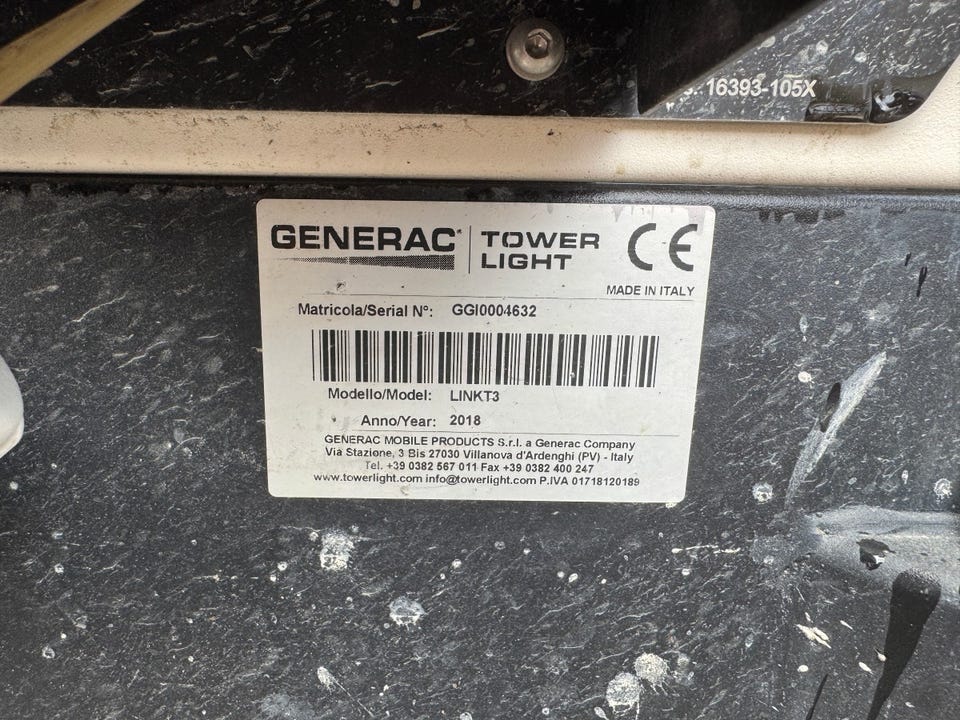 16393-105X
GENERAC TOWER LIGHT CE
MADE IN ITALY
Matricola/Serial N°: GGI0004632
Modello/Model: LINKT3
Anno/Year: 2018
GENERAC MOBILE PRODUCTS S.r.l. a Generac Company
Via Stazione, 3 Bis 27030 Villanova d'Ardenghi (PV) - Italy
Tel. +39 0382 567 011 Fax +39 0382 400 247
www.towerlight.com info@towerlight.com P.IVA 01718120189